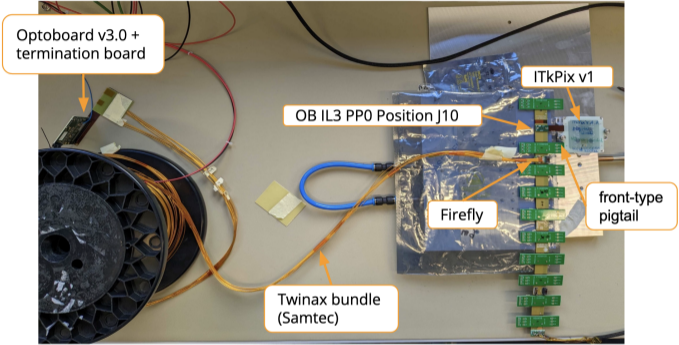 Optoboard v3.0 +
termination board
ITkPix v1
OB IL3 PP0 Position J10
Firefly
front-type
pigtail
Twinax bundle
(Samtec)